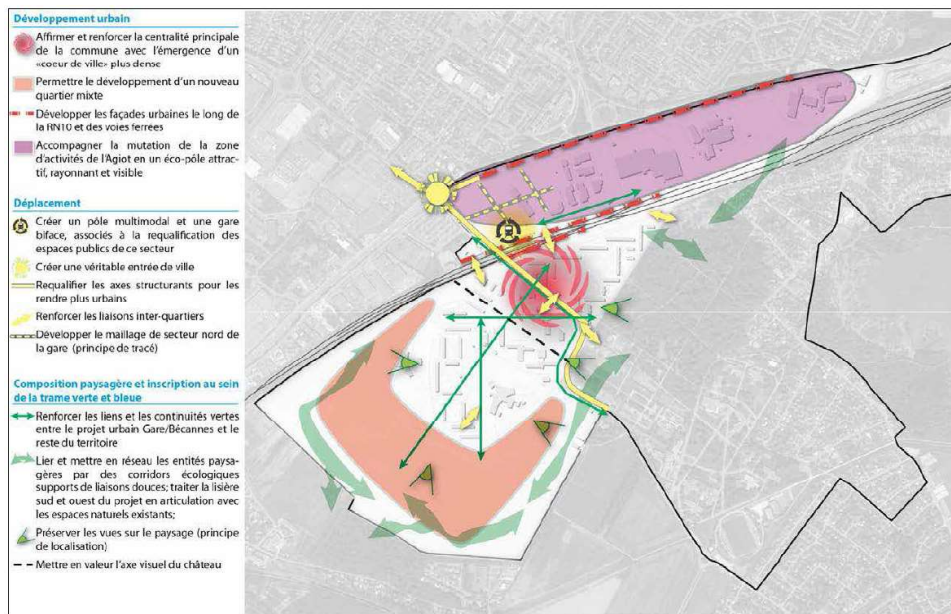 Développement urbain
Affirmer et renforcer la centralité principale
de la commune avec l'émergence d'un
«coeur de ville» plus dense
Permettre le développement d'un nouveau
quartier mixte
Développer les façades urbaines le long de
la RN10 et des voies ferrées
Accompagner la mutation de la zone
d'activités de l'Agiot en un éco-pôle attrac-
tif, rayonnant et visible
Déplacement
Créer un pôle multimodal et une gare
biface, associés à la requalification des
espaces publics de ce secteur
Créer une véritable entrée de ville
Requalifier les axes structurants pour les
rendre plus urbains
Renforcer les liaisons inter-quartiers
Développer le maillage de secteur nord de
la gare (principe de tracé)
Composition paysagère et inscription au sein
de la trame verte et bleue
Renforcer les liens et les continuités vertes
entre le projet urbain Gare/Bécannes et le
reste du territoire
Lier et mettre en réseau les entités paysa-
gères par des corridors écologiques
supports de liaisons douces; traiter la lisière
sud et ouest du projet en articulation avec
les espaces naturels existants;
Préserver les vues sur le paysage (principe
de localisation)
Mettre en valeur l'axe visuel du château